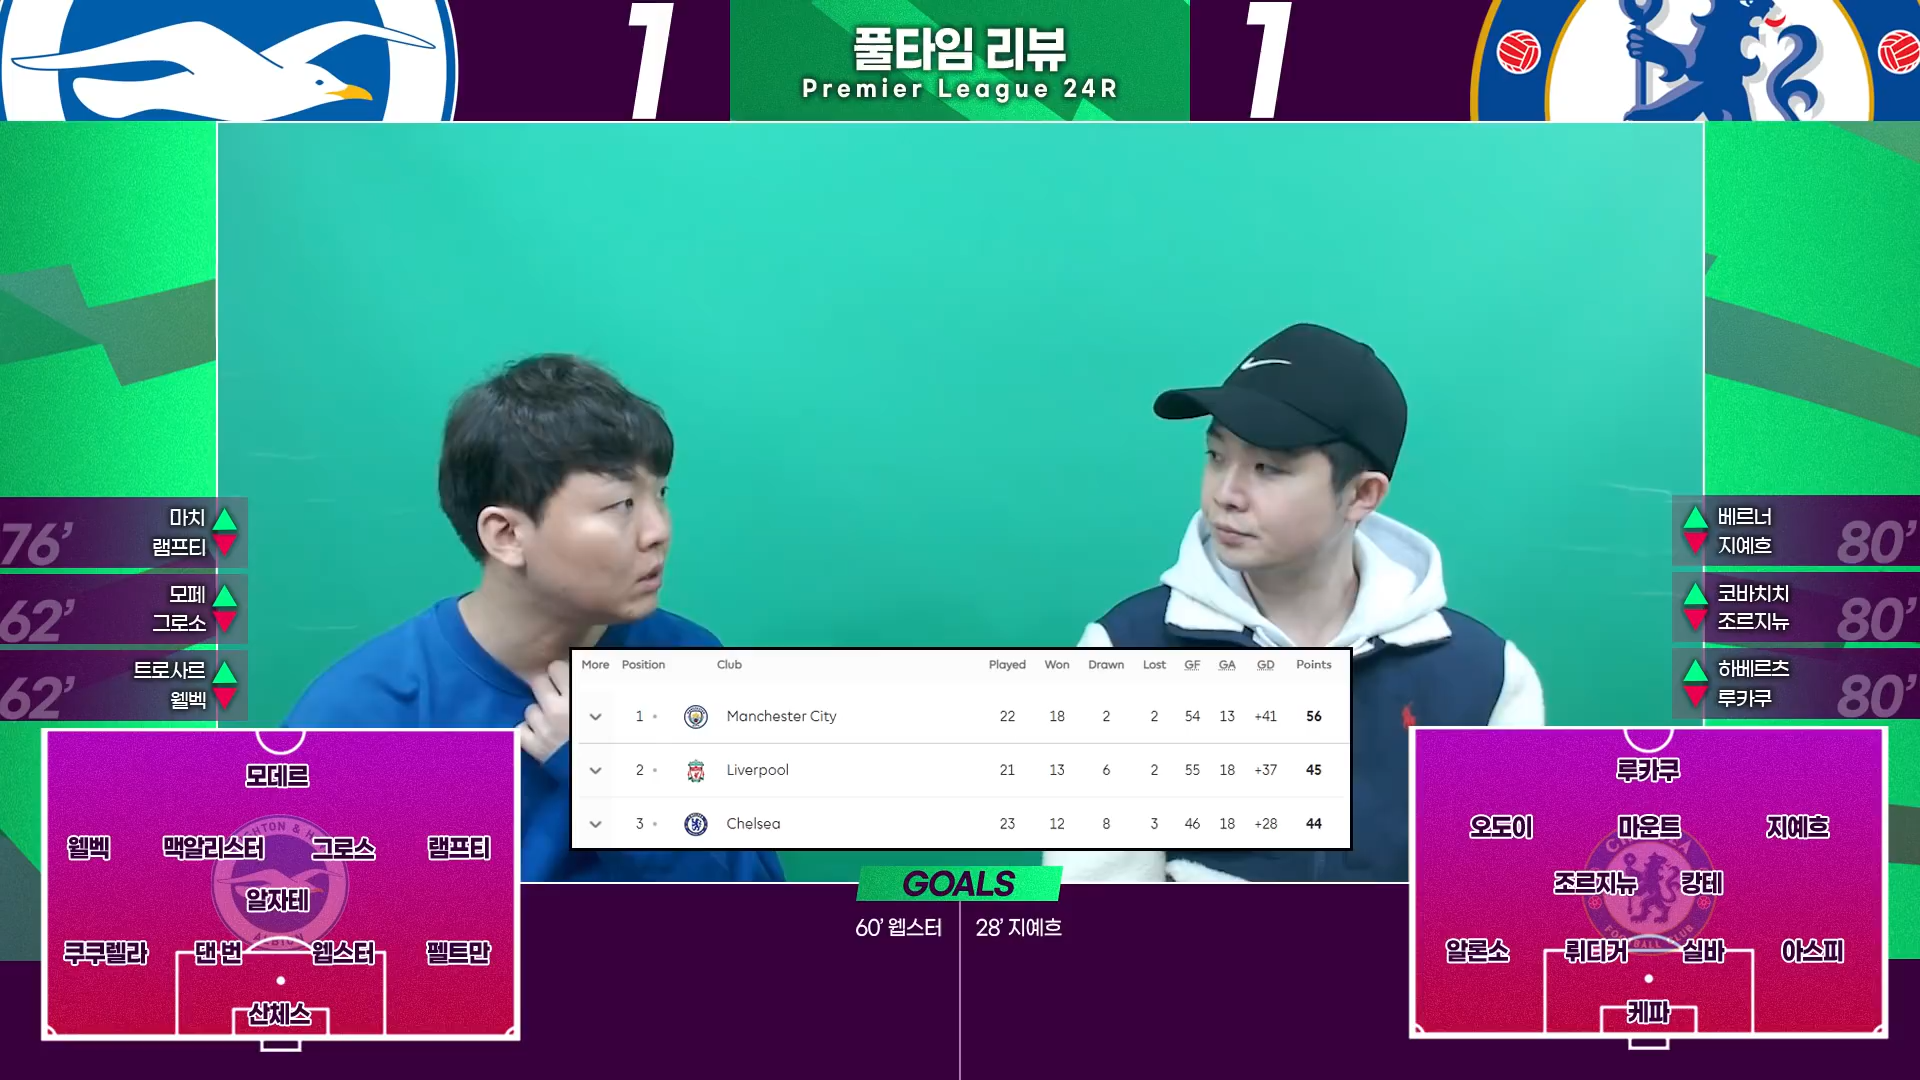 1
풀타임 리뷰
Premier League 24R
1
76’
마치
램프티
62’
모페
그로소
62’
트로사르
웰벡
베르너
지예흐
80’
코바치치
조르지뉴
80’
하베르츠
루카쿠
80’
More Position Club Played Won Drawn Lost GF GA GD Points
1 Manchester City 22 18 2 2 54 13 +41 56
2 Liverpool 21 13 6 2 55 18 +37 45
3 Chelsea 23 12 8 3 46 18 +28 44
모데르
웰벡 맥알리스터 그로스 램프티
알자테
쿠쿠렐라 댄 번 웹스터 펠트만
산체스
GOALS
60’ 웹스터
28’ 지예흐
루카쿠
오도이 마운트 지예흐
조르지뉴 캉테
알론소 뤼디거 실바 아스피
케파
CHELSEA
FOOTBALL CLUB